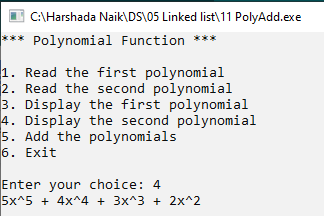 C:\Harshada Naik\DS\05 Linked list\11 PolyAdd.exe
*** Polynomial Function ***
1. Read the first polynomial
2. Read the second polynomial
3. Display the first polynomial
4. Display the second polynomial
5. Add the polynomials
6. Exit
Enter your choice: 4
5x^5 + 4x^4 + 3x^3 + 2x^2